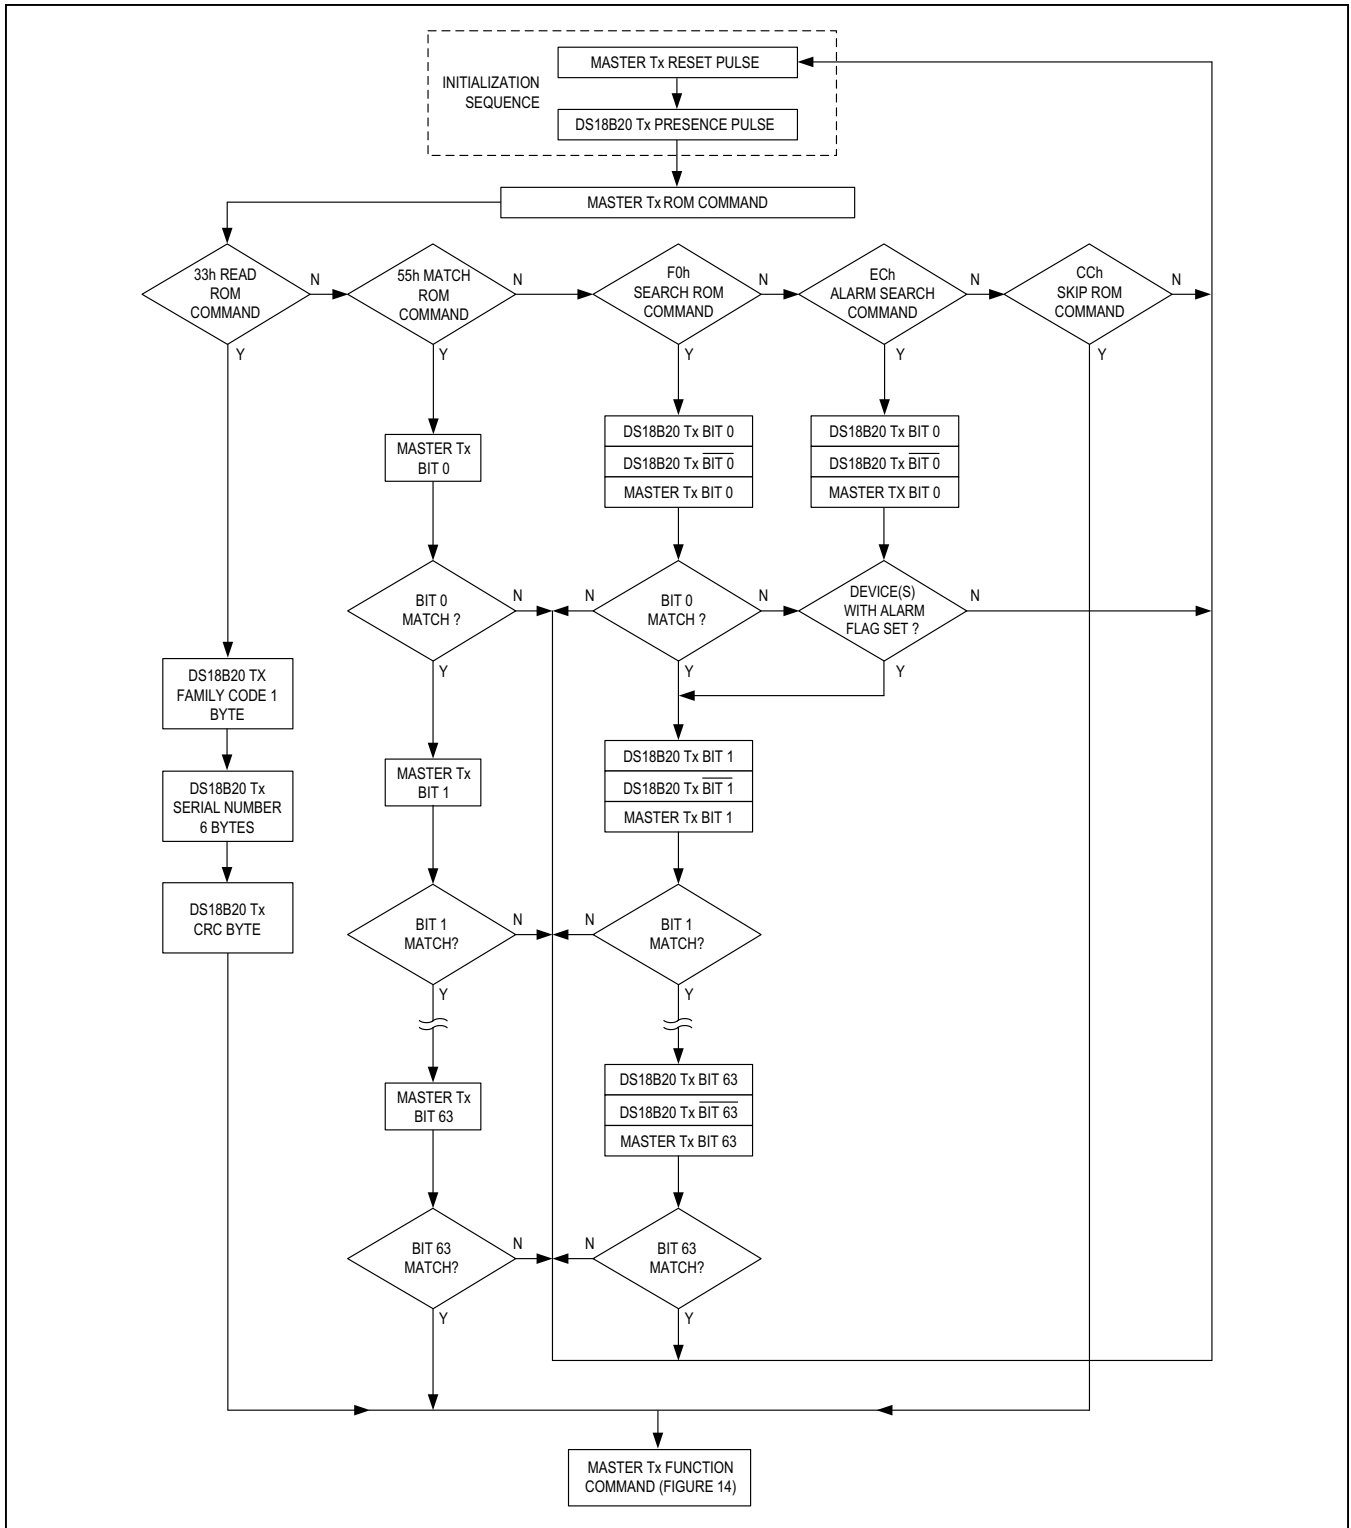 MASTER Tx RESET PULSE
INITIALIZATION
SEQUENCE
DS18B20 Tx PRESENCE PULSE
MASTER Tx ROM COMMAND
33h READ
ROM
COMMAND
N
Y
55h MATCH
ROM
COMMAND
N
Y
F0h
SEARCH ROM
COMMAND
N
Y
ECh
ALARM SEARCH
COMMAND
N
Y
CCh
SKIP ROM
COMMAND
N
Y
MASTER Tx
BIT 0
DS18B20 Tx BIT 0
DS18B20 Tx B̅I̅T̅ ̅0̅
MASTER Tx BIT 0
DS18B20 Tx BIT 0
DS18B20 Tx B̅I̅T̅ ̅0̅
MASTER TX BIT 0
BIT 0
MATCH ?
N
Y
N
BIT 0
MATCH ?
N
Y
DEVICE(S)
WITH ALARM
FLAG SET ?
N
Y
DS18B20 TX
FAMILY CODE 1
BYTE
DS18B20 Tx
SERIAL NUMBER
6 BYTES
DS18B20 Tx
CRC BYTE
MASTER Tx
BIT 1
DS18B20 Tx BIT 1
DS18B20 Tx B̅I̅T̅ ̅1̅
MASTER Tx BIT 1
BIT 1
MATCH?
N
Y
N
BIT 1
MATCH?
Y
MASTER Tx
BIT 63
DS18B20 Tx BIT 63
DS18B20 Tx B̅I̅T̅ ̅6̅3̅
MASTER Tx BIT 63
BIT 63
MATCH?
N
Y
N
BIT 63
MATCH?
Y
MASTER Tx FUNCTION
COMMAND (FIGURE 14)